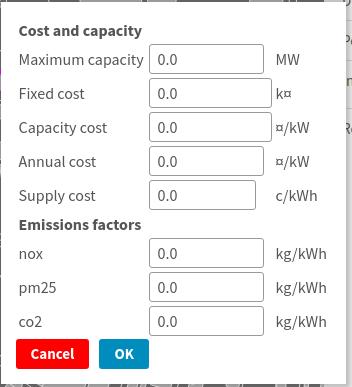 Cost and capacity
Maximum capacity 0.0 MW
Fixed cost 0.0 k¤
Capacity cost 0.0 ¤/kW
Annual cost 0.0 ¤/kW
Supply cost 0.0 c/kWh
Emissions factors
nox 0.0 kg/kWh
pm25 0.0 kg/kWh
co2 0.0 kg/kWh
Cancel OK